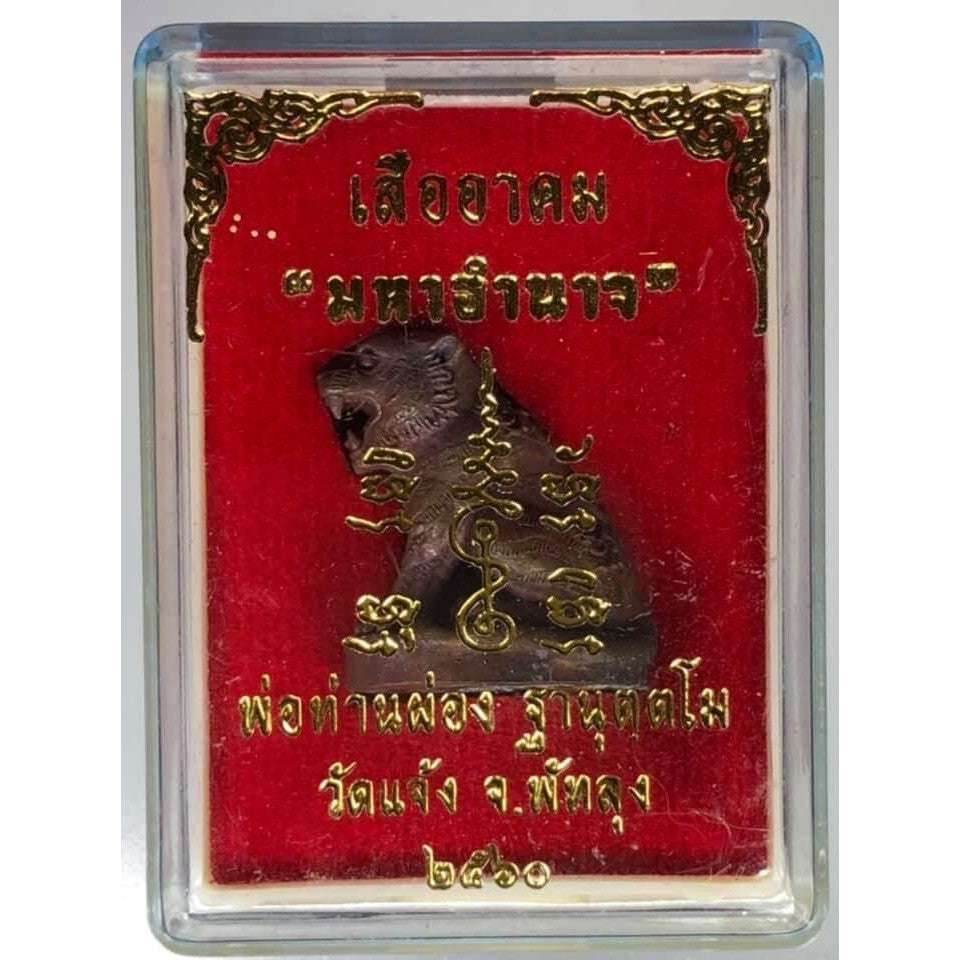 เสืออาคม
“มหาอำนาจ”
พ่อท่านผ่อง ฐานุตฺตโม
วัดแจ้ง จ.พัทลุง
๒๕๖๐